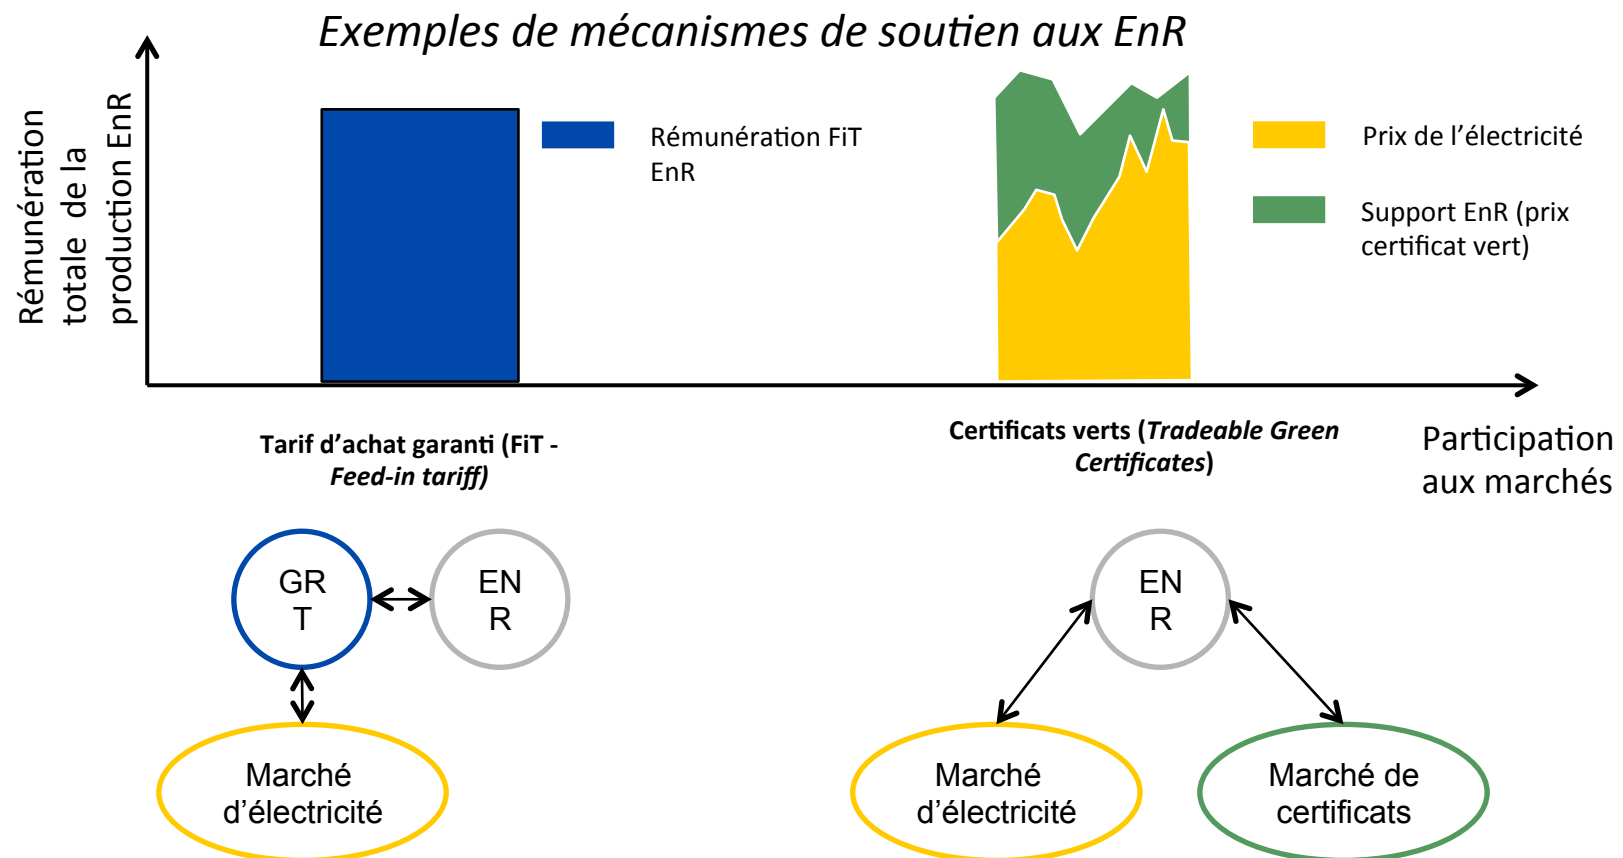 Exemples de mécanismes de soutien aux EnR
Rémunération
totale de la
production EnR
Rémunération FiT
EnR
Prix de l’électricité
Support EnR (prix
certificat vert)
Tarif d’achat garanti (FiT -
Feed-in tariff)
Certificats verts (Tradeable Green
Certificates)
Participation
aux marchés
GR
T
EN
R
EN
R
Marché
d’électricité
Marché
d’électricité
Marché de
certificats